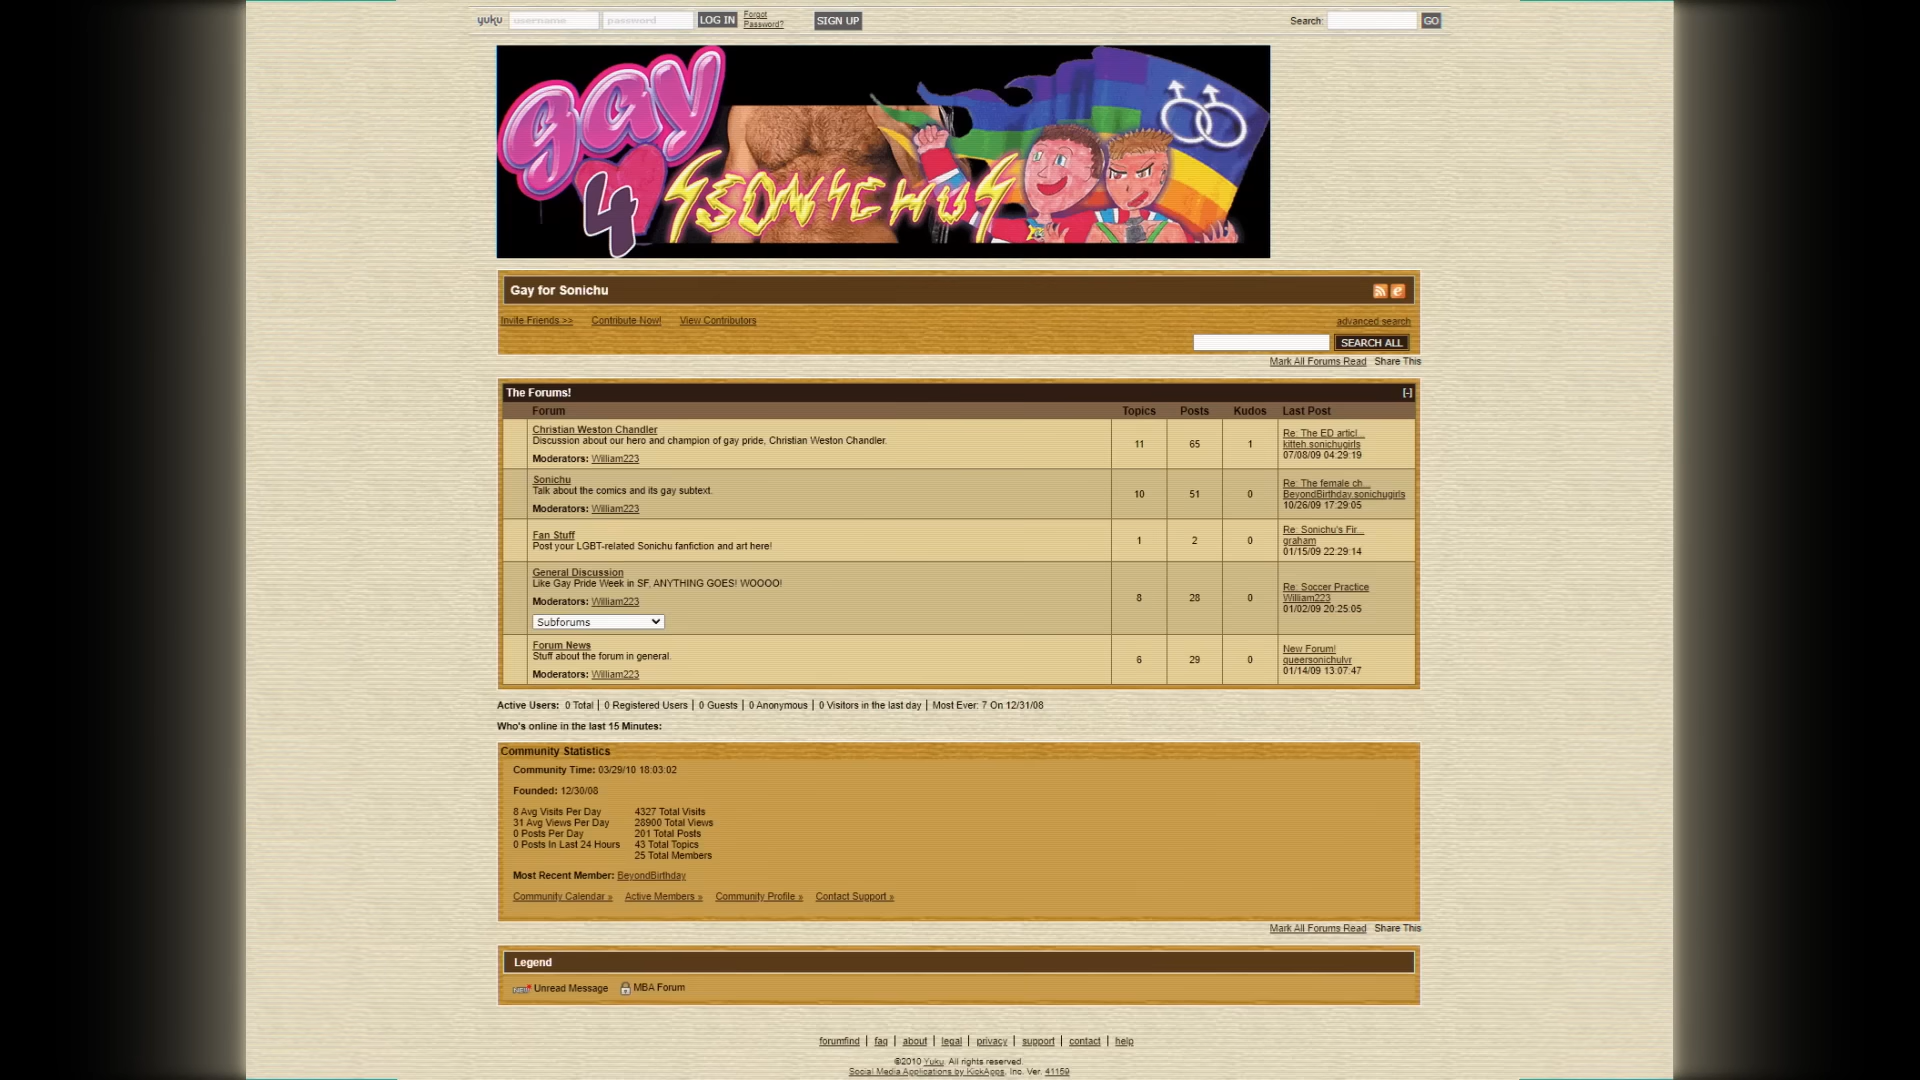 yuku username password LOG IN Forgot Password? SIGN UP Search: GO
gay
4
SONICHU
Gay for Sonichu
Invite Friends >> Contribute Now! View Contributors advanced search
SEARCH ALL
Mark All Forums Read Share This
The Forums! [-]
Forum Topics Posts Kudos Last Post
Christian Weston Chandler
Discussion about our hero and champion of gay pride, Christian Weston Chandler.
Moderators: William223
11 65 1
Re: The ED articl...
kitteh.sonichugirls
07/08/09 04:29:19
Sonichu
Talk about the comics and its gay subtext.
Moderators: William223
10 51 0
Re: The female ch...
BeyondBirthday.sonichugirls
10/26/09 17:29:05
Fan Stuff
Post your LGBT-related Sonichu fanfiction and art here!
1 2 0
Re: Sonichu's Fir...
graham
01/15/09 22:29:14
General Discussion
Like Gay Pride Week in SF, ANYTHING GOES! WOOOO!
Moderators: William223
Subforums
8 28 0
Re: Soccer Practice
William223
01/02/09 20:25:05
Forum News
Stuff about the forum in general.
Moderators: William223
6 29 0
New Forum!
queersonichulvr
01/14/09 13:07:47
Active Users: 0 Total | 0 Registered Users | 0 Guests | 0 Anonymous | 0 Visitors in the last day | Most Ever: 7 On 12/31/08
Who's online in the last 15 Minutes:
Community Statistics
Community Time: 03/29/10 18:03:02
Founded: 12/30/08
8 Avg Visits Per Day 4327 Total Visits
31 Avg Views Per Day 28900 Total Views
0 Posts Per Day 201 Total Posts
0 Posts In Last 24 Hours 43 Total Topics
25 Total Members
Most Recent Member: BeyondBirthday
Community Calendar » Active Members » Community Profile » Contact Support »
Mark All Forums Read Share This
Legend
Unread Message MBA Forum
forumfind | faq | about | legal | privacy | support | contact | help
©2010 Yuku. All rights reserved.
Social Media Applications by KickApps, Inc. Ver. 41159